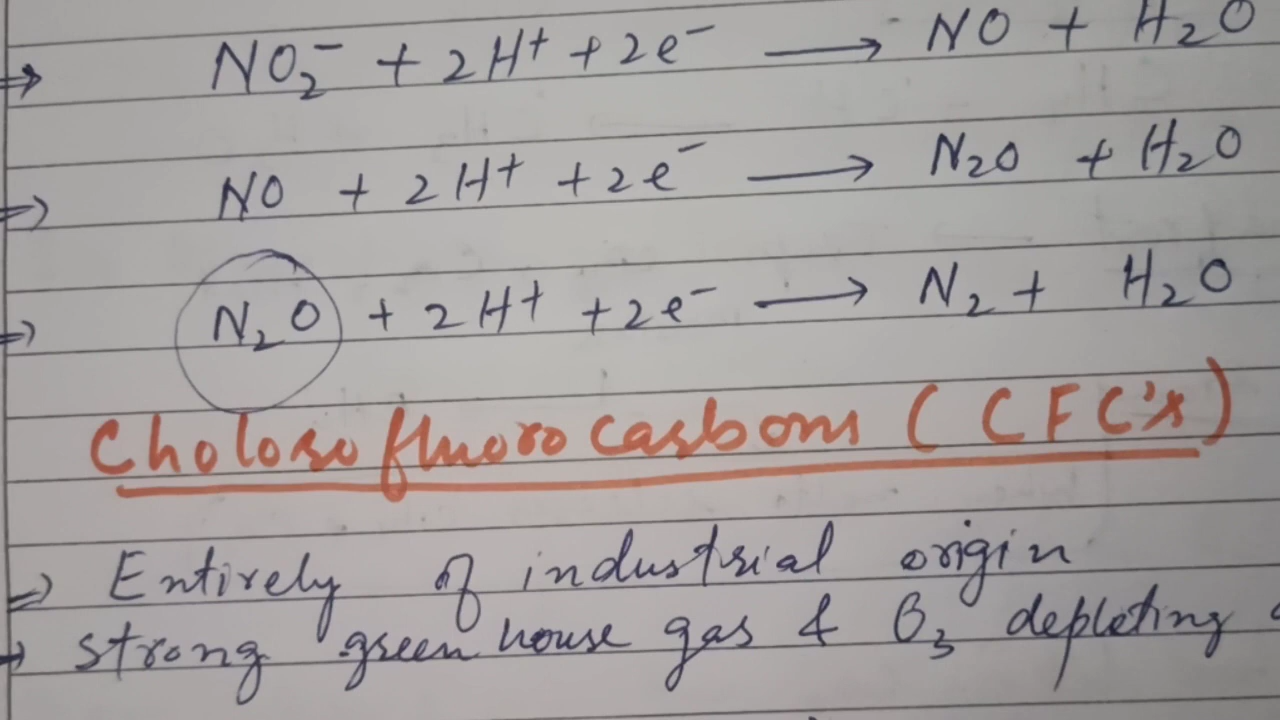 ⇒ NO₂⁻ + 2H⁺ + 2e⁻ → NO + H₂O
⇒ NO + 2H⁺ + 2e⁻ → N2O + H₂O
⇒ N₂O + 2H⁺ + 2e⁻ → N₂ + H₂O
Cholorofluorocarbons (CFC's)
⇒ Entirely of industrial origin
→ strong green house gas & O₃ depleting